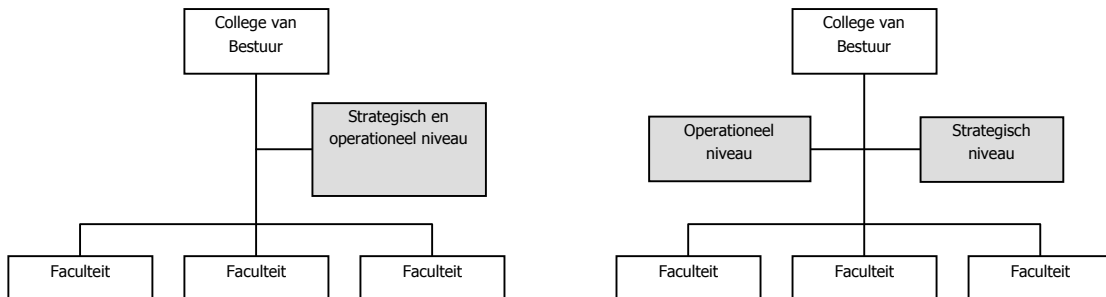 College van
Bestuur
Strategisch en
operationeel niveau
Faculteit
Faculteit
Faculteit
College van
Bestuur
Operationeel
niveau
Strategisch
niveau
Faculteit
Faculteit
Faculteit